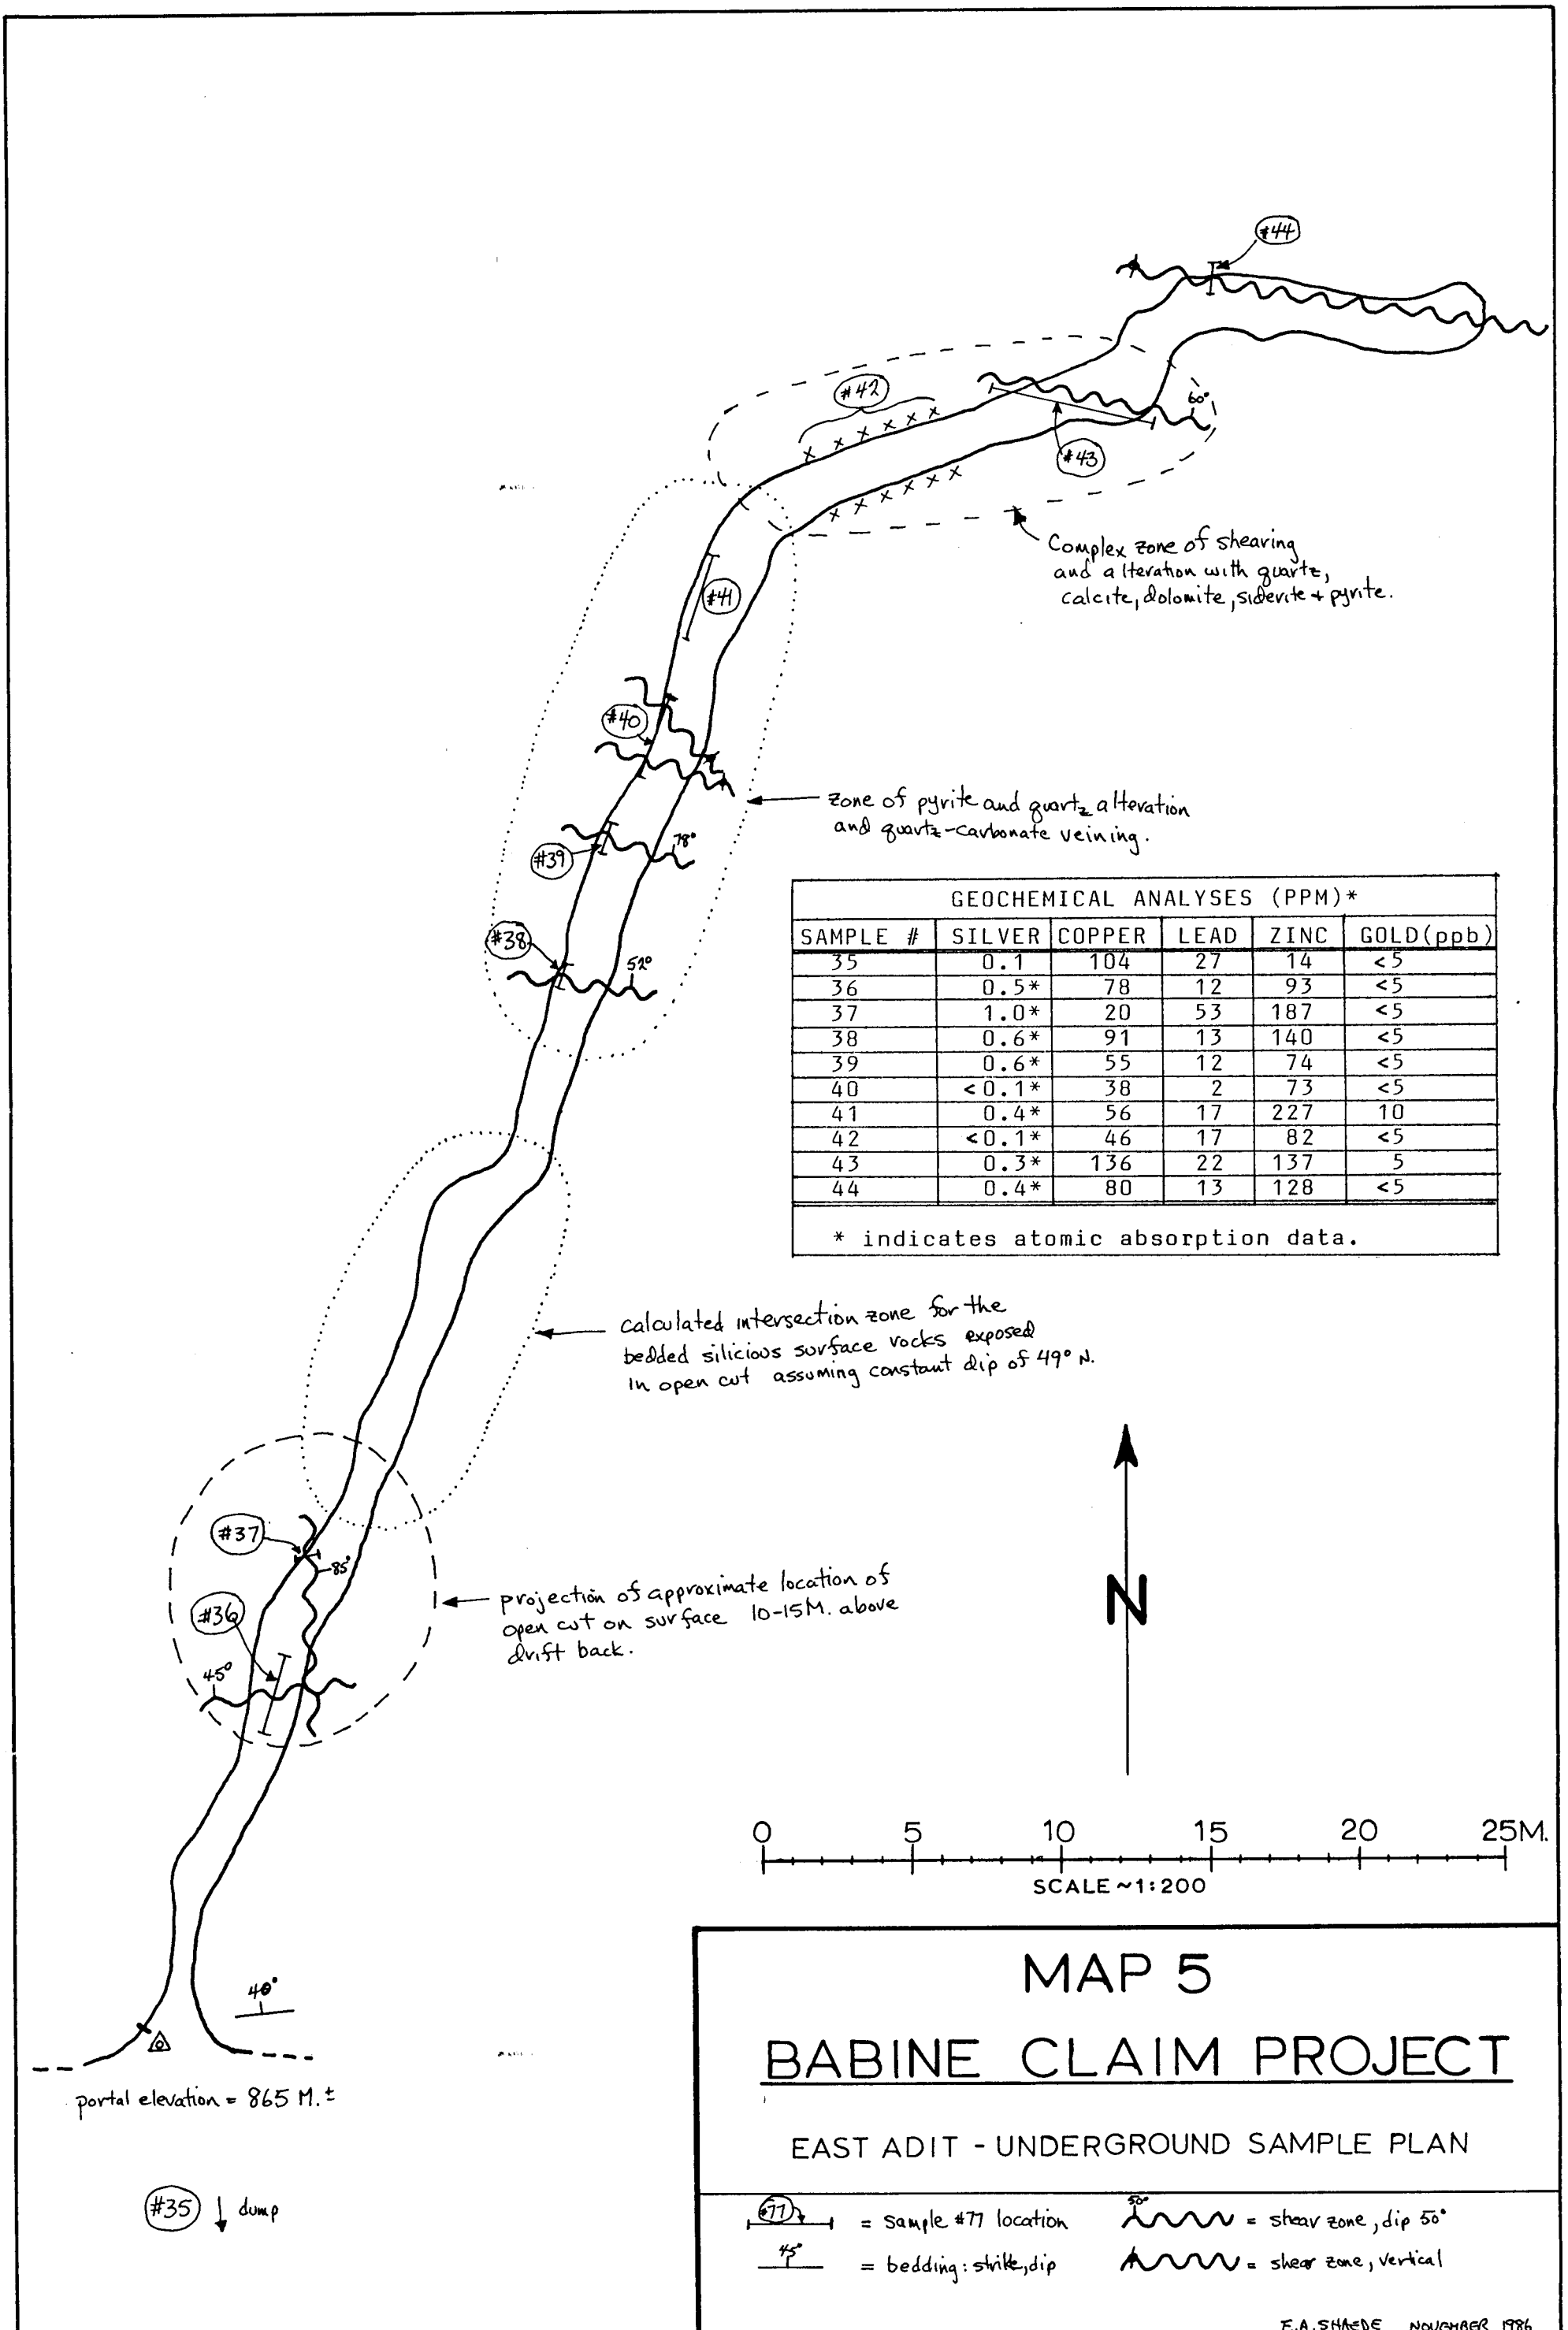 #44
#42
60°
#43
Complex zone of shearing
and alteration with quartz,
calcite, dolomite, siderite + pyrite.
#41
#40
zone of pyrite and quartz alteration
and quartz-carbonate veining.
78°
#39
#38
52°
GEOCHEMICAL ANALYSES (PPM)*
SAMPLE # SILVER COPPER LEAD ZINC GOLD(ppb)
35 0.1 104 27 14 <5
36 0.5* 78 12 93 <5
37 1.0* 20 53 187 <5
38 0.6* 91 13 140 <5
39 0.6* 55 12 74 <5
40 <0.1* 38 2 73 <5
41 0.4* 56 17 227 10
42 <0.1* 46 17 82 <5
43 0.3* 136 22 137 5
44 0.4* 80 13 128 <5
* indicates atomic absorption data.
calculated intersection zone for the
bedded silicious surface rocks exposed
in open cut assuming constant dip of 49° N.
#37
85°
projection of approximate location of
open cut on surface 10-15M. above
drift back.
#36
45°
N
0 5 10 15 20 25M.
SCALE ~1:200
40°
portal elevation = 865 M. ±
#35 dump
MAP 5
BABINE CLAIM PROJECT
EAST ADIT - UNDERGROUND SAMPLE PLAN
#77 = sample #77 location
50° = shear zone, dip 50°
45° = bedding: strike, dip
= shear zone, vertical
E.A. SHAEDE NOVEMBER 1986